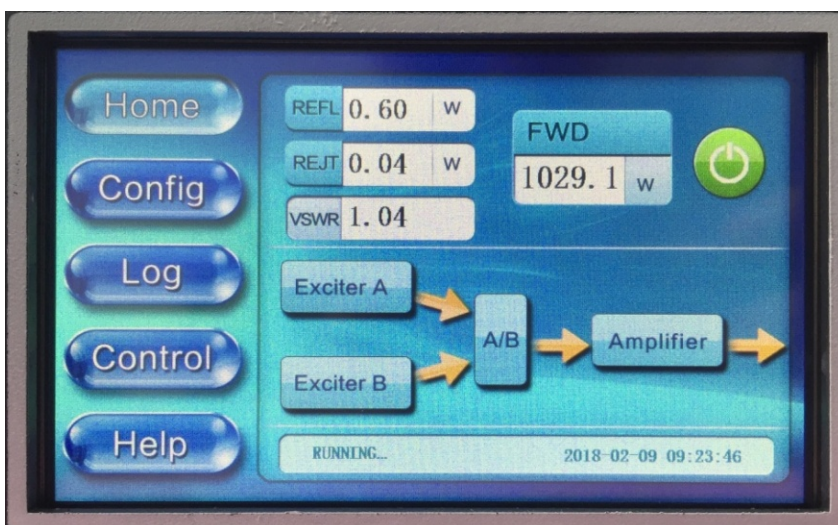 Home
Config
Log
Control
Help
REFL 0.60 W
REJT 0.04 W
VSWR 1.04
FWD
1029.1 W
Exciter A
Exciter B
A/B
Amplifier
RUNNING... 2018-02-09 09:23:46